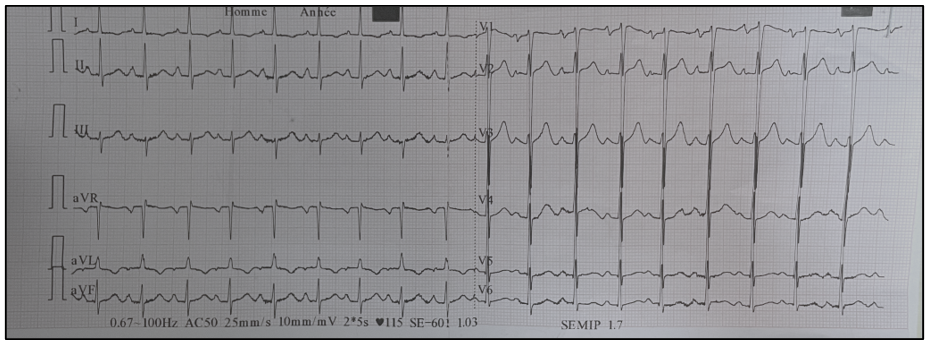 Homme Année
I V1
II V2
III V3
aVR V4
aVL V5
aVF V6
0.67~100Hz AC50 25mm/s 10mm/mV 2*5s ♥115 SE-601 1.03 SEMIP 1.7